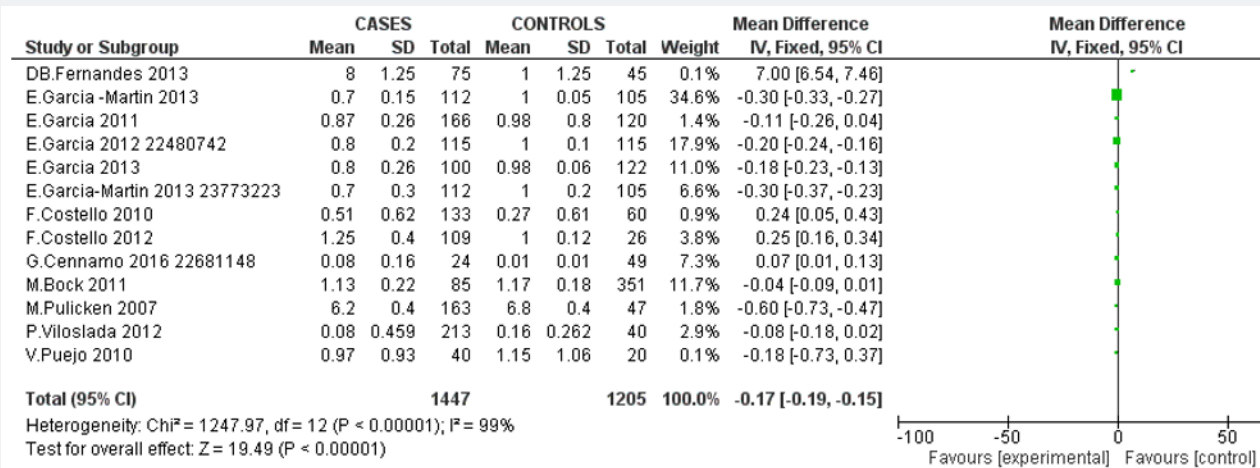 CASES CONTROLS Mean Difference Mean Difference
Study or Subgroup Mean SD Total Mean SD Total Weight IV, Fixed, 95% CI IV, Fixed, 95% CI
DB.Fernandes 2013 8 1.25 75 1 1.25 45 0.1% 7.00 [6.54, 7.46]
E.Garcia -Martin 2013 0.7 0.15 112 1 0.05 105 34.6% -0.30 [-0.33, -0.27]
E.Garcia 2011 0.87 0.26 166 0.98 0.8 120 1.4% -0.11 [-0.26, 0.04]
E.Garcia 2012 22480742 0.8 0.2 115 1 0.1 115 17.9% -0.20 [-0.24, -0.16]
E.Garcia 2013 0.8 0.26 100 0.98 0.06 122 11.0% -0.18 [-0.23, -0.13]
E.Garcia-Martin 2013 23773223 0.7 0.3 112 1 0.2 105 6.6% -0.30 [-0.37, -0.23]
F.Costello 2010 0.51 0.62 133 0.27 0.61 60 0.9% 0.24 [0.05, 0.43]
F.Costello 2012 1.25 0.4 109 1 0.12 26 3.8% 0.25 [0.16, 0.34]
G.Cennamo 2016 22681148 0.08 0.16 24 0.01 0.01 49 7.3% 0.07 [0.01, 0.13]
M.Bock 2011 1.13 0.22 85 1.17 0.18 351 11.7% -0.04 [-0.09, 0.01]
M.Pulicken 2007 6.2 0.4 163 6.8 0.4 47 1.8% -0.60 [-0.73, -0.47]
P.Viloslada 2012 0.08 0.459 213 0.16 0.262 40 2.9% -0.08 [-0.18, 0.02]
V.Puejo 2010 0.97 0.93 40 1.15 1.06 20 0.1% -0.18 [-0.73, 0.37]
Total (95% CI) 1447 1205 100.0% -0.17 [-0.19, -0.15]
Heterogeneity: Chi² = 1247.97, df = 12 (P < 0.00001); I² = 99%
Test for overall effect: Z = 19.49 (P < 0.00001)
-100 -50 0 50
Favours [experimental] Favours [control]